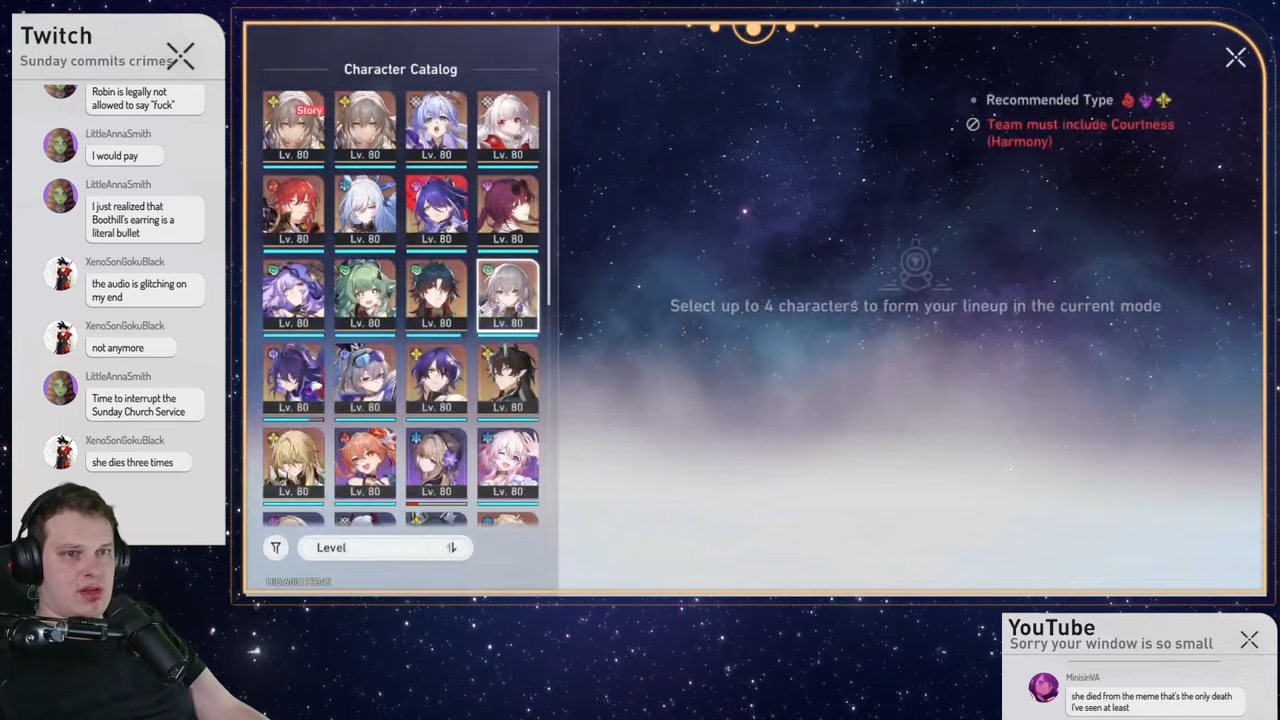 Twitch
Sunday commits crimes
Robin is legally not
allowed to say "fuck"
LittleAnnaSmith
I would pay
LittleAnnaSmith
I just realized that
Boothill's earring is a
literal bullet
XenoSonGokuBlack
the audio is glitching on
my end
XenoSonGokuBlack
not anymore
LittleAnnaSmith
Time to interrupt the
Sunday Church Service
XenoSonGokuBlack
she dies three times
Character Catalog
Story
Lv. 80 Lv. 80 Lv. 80 Lv. 80
Lv. 80 Lv. 80 Lv. 80 Lv. 80
Lv. 80 Lv. 80 Lv. 80 Lv. 80
Lv. 80 Lv. 80 Lv. 80 Lv. 80
Lv. 80 Lv. 80 Lv. 80 Lv. 80
Level
Recommended Type
Team must include Courtness
(Harmony)
Select up to 4 characters to form your lineup in the current mode
YouTube
Sorry your window is so small
MinisinVA
she died from the meme that's the only death
I've seen at least